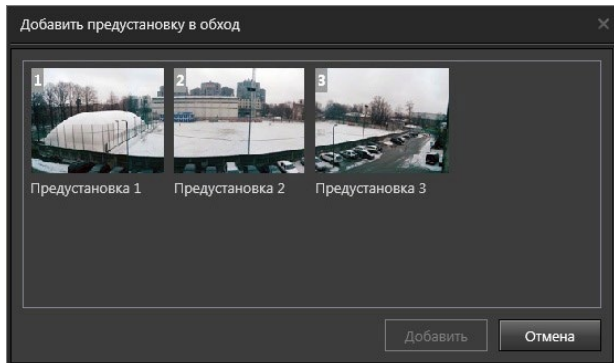 Добавить предустановку в обход
1 2 3
Предустановка 1 Предустановка 2 Предустановка 3
Добавить Отмена